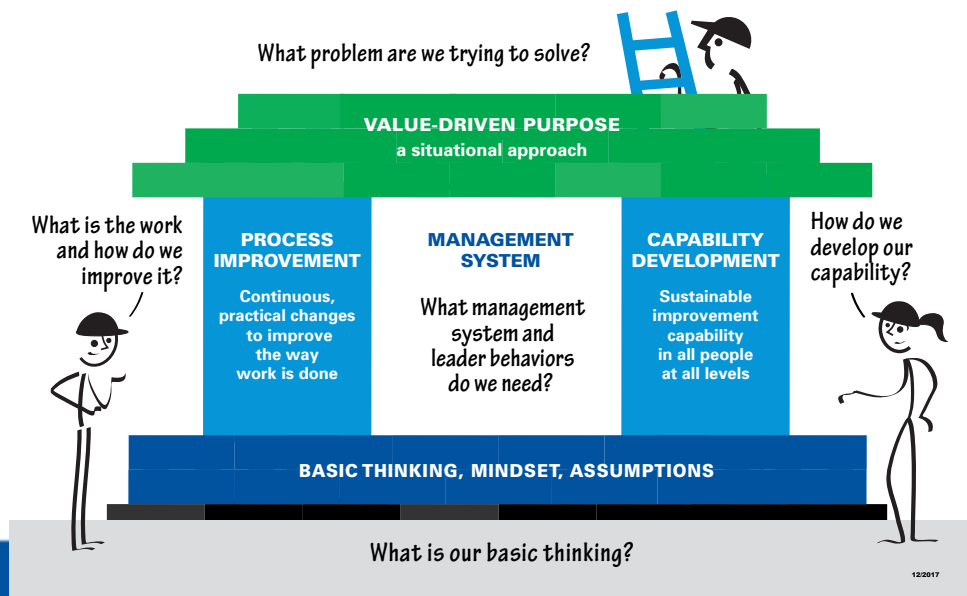 What problem are we trying to solve?
VALUE-DRIVEN PURPOSE
a situational approach
What is the work
and how do we
improve it?
PROCESS
IMPROVEMENT
Continuous,
practical changes
to improve
the way
work is done
MANAGEMENT
SYSTEM
What management
system and
leader behaviors
do we need?
CAPABILITY
DEVELOPMENT
Sustainable
improvement
capability
in all people
at all levels
How do we
develop our
capability?
BASIC THINKING, MINDSET, ASSUMPTIONS
What is our basic thinking?
12/2017